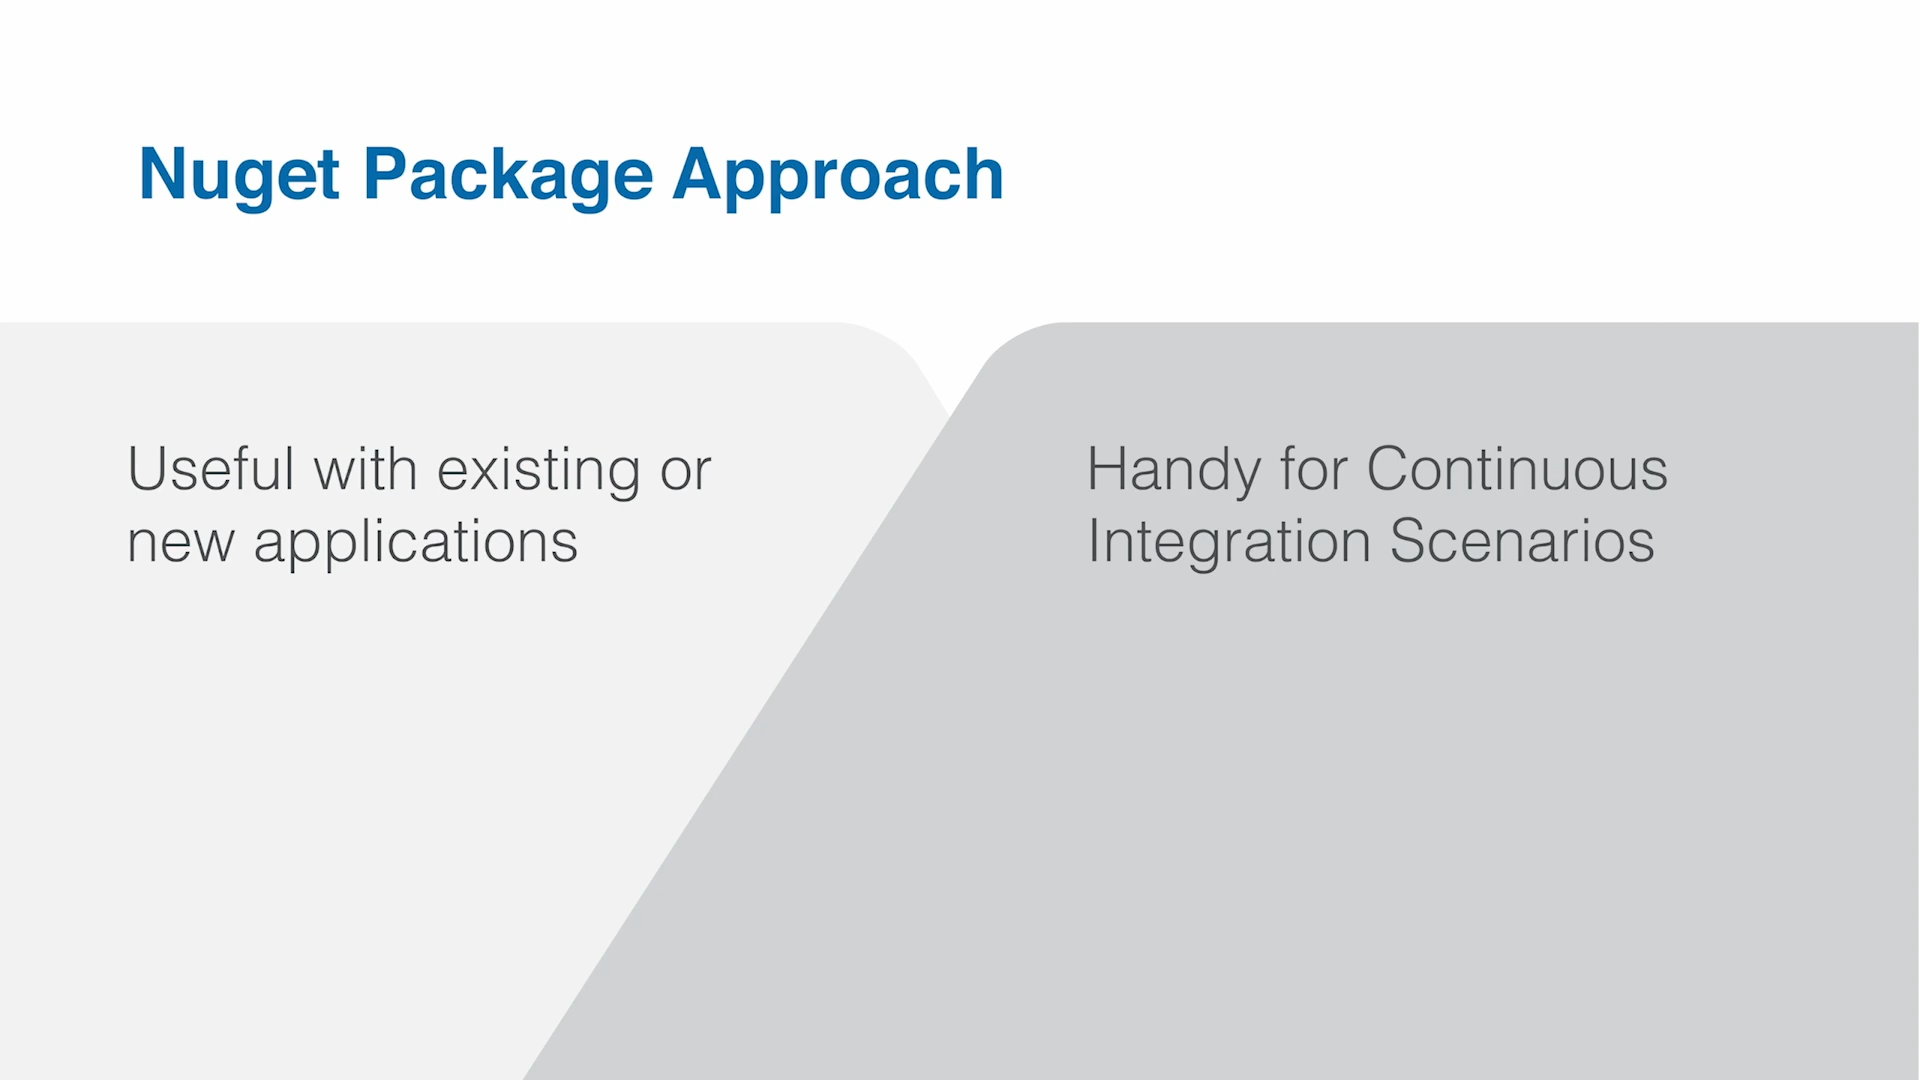 Nuget Package Approach
Useful with existing or
new applications
Handy for Continuous
Integration Scenarios